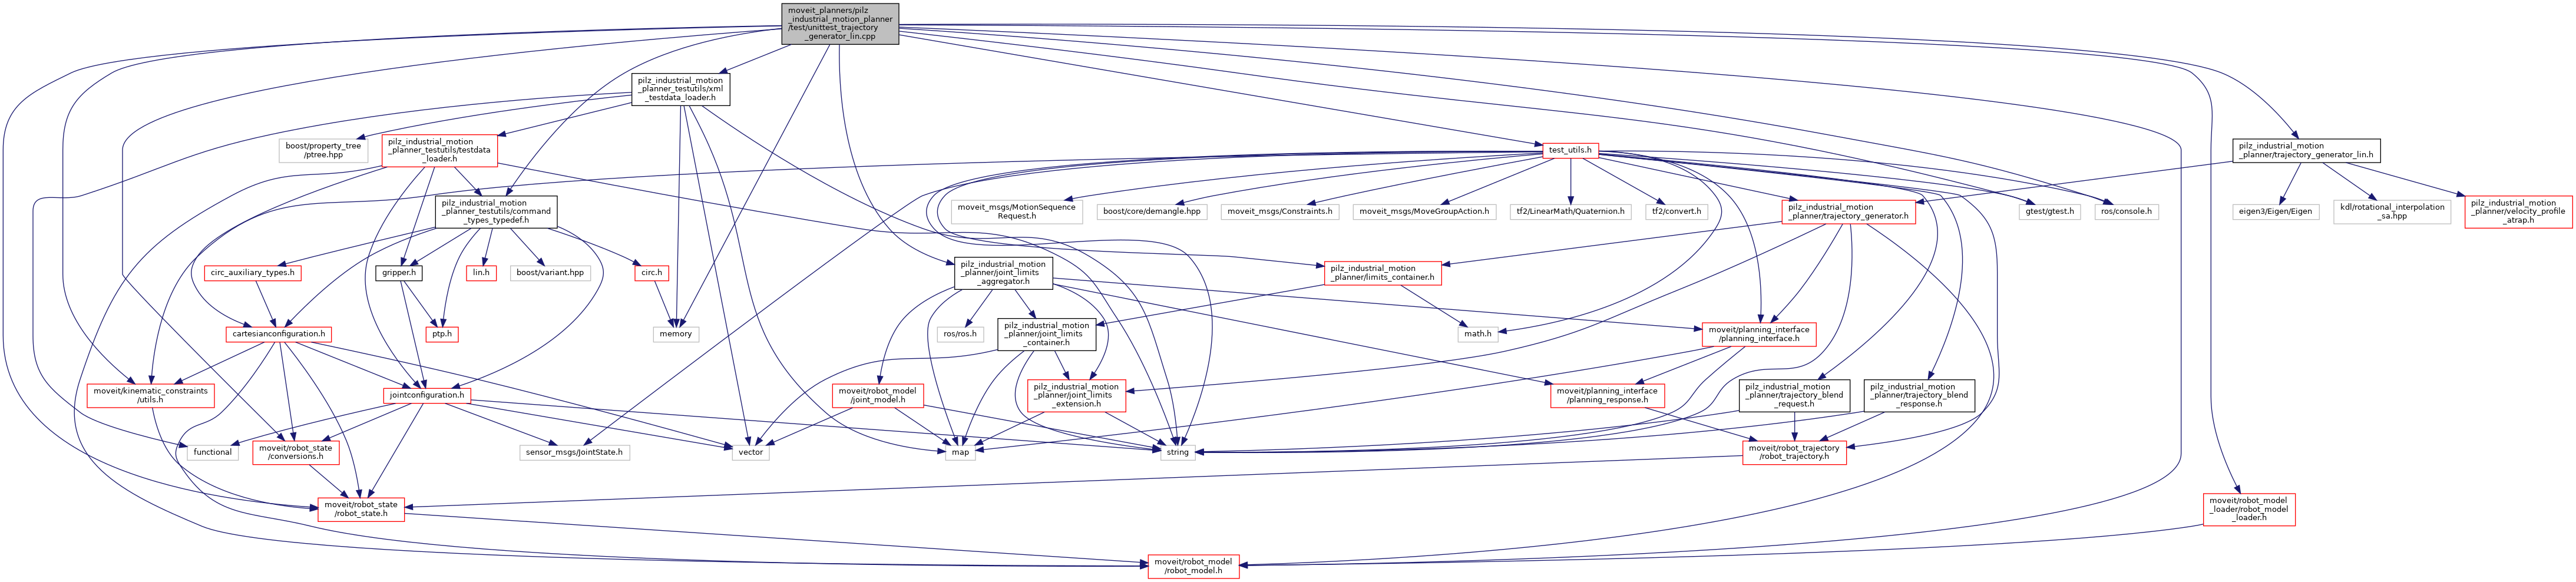 moveit_planners/pilz
_industrial_motion_planner
/test/unittest_trajectory
_generator_lin.cpp
pilz_industrial_motion
_planner_testutils/xml
_testdata_loader.h
boost/property_tree
/ptree.hpp
pilz_industrial_motion
_planner_testutils/testdata
_loader.h
test_utils.h
pilz_industrial_motion
_planner/trajectory_generator_lin.h
pilz_industrial_motion
_planner_testutils/command
_types_typedef.h
moveit_msgs/MotionSequence
Request.h
boost/core/demangle.hpp
moveit_msgs/Constraints.h
moveit_msgs/MoveGroupAction.h
tf2/LinearMath/Quaternion.h
tf2/convert.h
pilz_industrial_motion
_planner/trajectory_generator.h
gtest/gtest.h
ros/console.h
eigen3/Eigen/Eigen
kdl/rotational_interpolation
_sa.hpp
pilz_industrial_motion
_planner/velocity_profile
_atrap.h
circ_auxiliary_types.h
gripper.h
lin.h
boost/variant.hpp
circ.h
pilz_industrial_motion
_planner/joint_limits
_aggregator.h
pilz_industrial_motion
_planner/limits_container.h
cartesianconfiguration.h
ptp.h
memory
ros/ros.h
pilz_industrial_motion
_planner/joint_limits
_container.h
math.h
moveit/planning_interface
/planning_interface.h
moveit/kinematic_constraints
/utils.h
jointconfiguration.h
moveit/robot_model
/joint_model.h
pilz_industrial_motion
_planner/joint_limits
_extension.h
moveit/planning_interface
/planning_response.h
pilz_industrial_motion
_planner/trajectory_blend
_request.h
pilz_industrial_motion
_planner/trajectory_blend
_response.h
functional
moveit/robot_state
/conversions.h
sensor_msgs/JointState.h
vector
map
string
moveit/robot_trajectory
/robot_trajectory.h
moveit/robot_state
/robot_state.h
moveit/robot_model
_loader/robot_model
_loader.h
moveit/robot_model
/robot_model.h